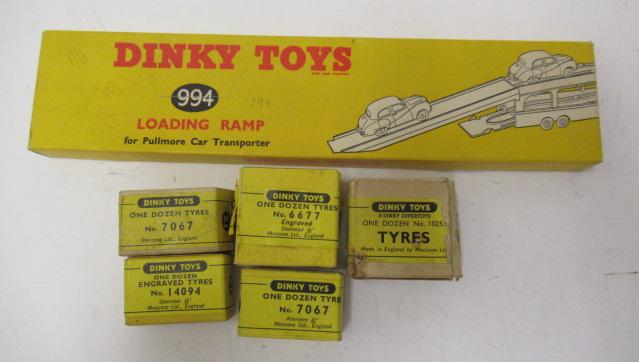 DINKY TOYS
994
LOADING RAMP
for Pullmore Car Transporter
DINKY TOYS
ONE DOZEN TYRES
No. 7067
Meccano Ltd., England
DINKY TOYS
ONE DOZEN TYRES
No. 6677
Engraved
Meccano Ltd., England
DINKY TOYS
& DINKY SUPERTOYS
ONE DOZEN No. 10253
TYRES
Made in England by Meccano Ltd
DINKY TOYS
ONE DOZEN
ENGRAVED TYRES
No. 14094
Meccano Ltd., England
DINKY TOYS
ONE DOZEN TYRE
No. 7067
Meccano Ltd., England